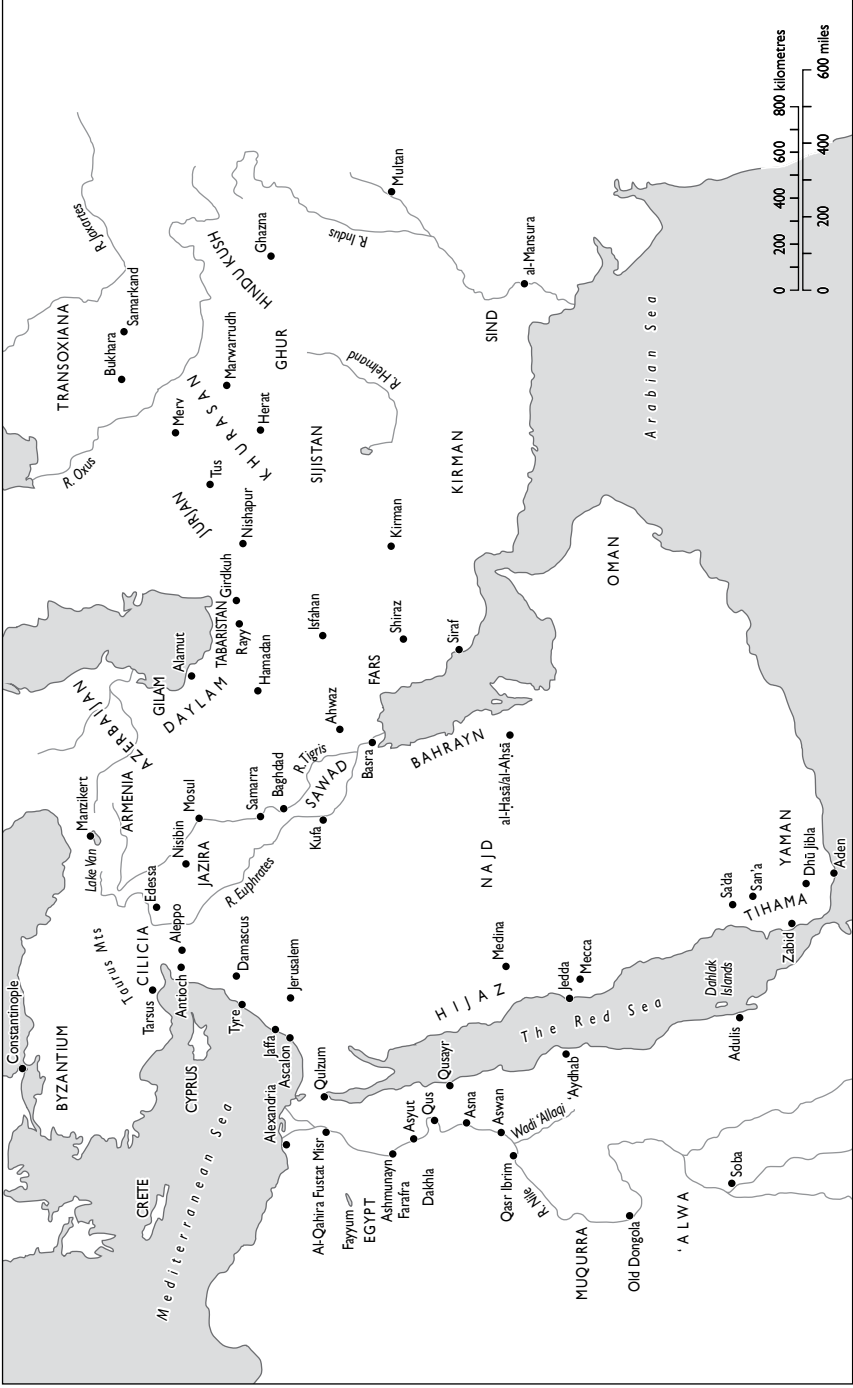 Constantinople
BYZANTIUM
CRETE
Mediterranean Sea
CYPRUS
Taurus Mts
CILICIA
Tarsus
Antioch
Aleppo
Edessa
Lake Van
Manzikert
ARMENIA
AZERBAIJAN
Nisibin
Mosul
JAZIRA
R. Euphrates
Samarra
Baghdad
R. Tigris
SAWAD
Kufa
Basra
Ahwaz
Damascus
Tyre
Jerusalem
Jaffa
Ascalon
Alexandria
Qulzum
Al-Qahira Fustat Misr
Fayyum
EGYPT
Ashmunayn
Farafra
Asyut
Dakhla
Qus
Qusayr
Asna
Aswan
Wadi ‘Allaqi
Qasr Ibrim
R. Nile
MUQURRA
Old Dongola
‘ALWA
Soba
‘Aydhab
Adulis
Dahlak
Islands
The Red Sea
HIJAZ
Medina
Jedda
Mecca
NAJD
Sa‘da
San‘a
YAMAN
TIHAMA
Dhū Jibla
Zabid
Aden
BAHRAYN
al-Ḥasā/al-Aḥsā
OMAN
GILAM
DAYLAM
Alamut
TABARISTAN
Girdkuh
Rayy
Hamadan
Isfahan
FARS
Shiraz
Siraf
Kirman
KIRMAN
JURJAN
Nishapur
Tus
KHURASAN
Merv
Marwarrudh
Herat
SIJISTAN
GHUR
R. Helmand
R. Oxus
TRANSOXIANA
Bukhara
Samarkand
R. Jaxartes
HINDU KUSH
Ghazna
R. Indus
Multan
SIND
al-Mansura
Arabian Sea
0 200 400 600 800 kilometres
0 200 400 600 miles